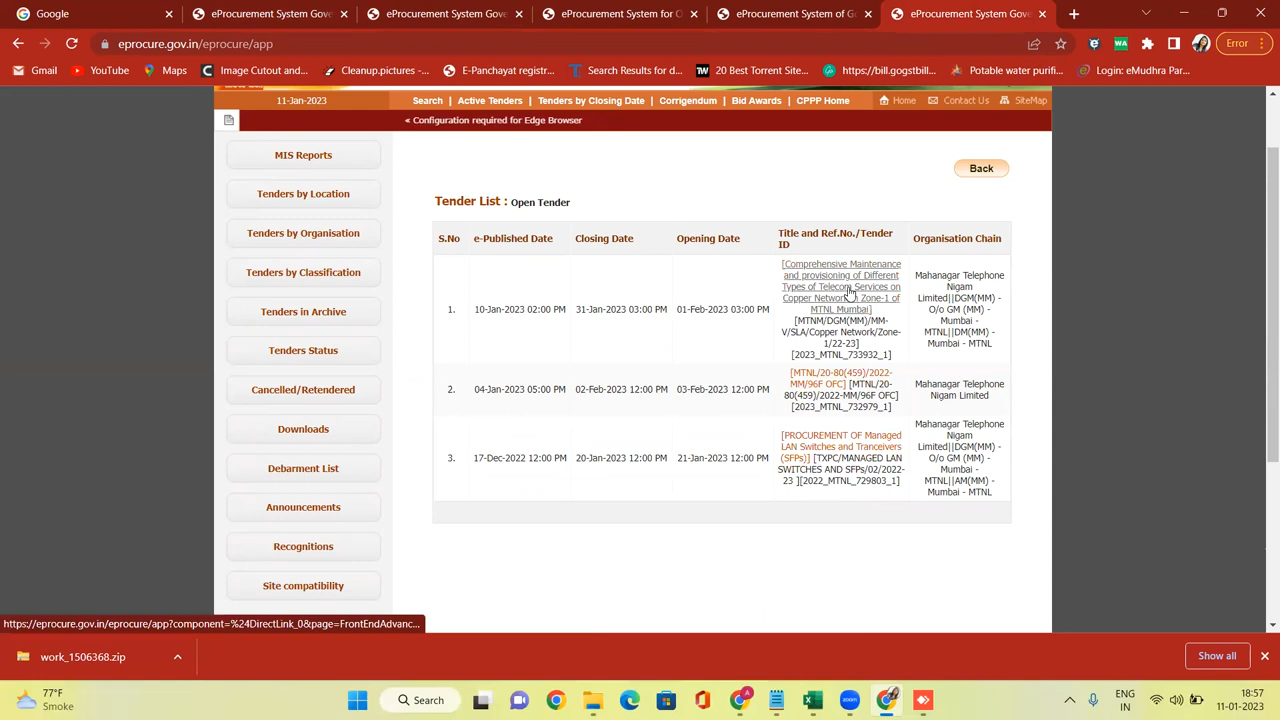 Google
eProcurement System Gove
eProcurement System Gove
eProcurement System for O
eProcurement System of G
eProcurement System Gove
eprocure.gov.in/eprocure/app
Error
Gmail
YouTube
Maps
Image Cutout and...
Cleanup.pictures -...
E-Panchayat registr...
Search Results for d...
20 Best Torrent Site...
https://bill.gogstbill...
Potable water purifi...
Login: eMudhra Par...
11-Jan-2023
Search | Active Tenders | Tenders by Closing Date | Corrigendum | Bid Awards | CPPP Home
Home
Contact Us
SiteMap
< Configuration required for Edge Browser
MIS Reports
Tenders by Location
Tenders by Organisation
Tenders by Classification
Tenders in Archive
Tenders Status
Cancelled/Retendered
Downloads
Debarment List
Announcements
Recognitions
Site compatibility
Back
Tender List : Open Tender
S.No
e-Published Date
Closing Date
Opening Date
Title and Ref.No./Tender
ID
Organisation Chain
1.
10-Jan-2023 02:00 PM
31-Jan-2023 03:00 PM
01-Feb-2023 03:00 PM
[Comprehensive Maintenance
and provisioning of Different
Types of Telecom Services on
Copper Network in Zone-1 of
MTNL Mumbai]
[MTNM/DGM(MM)/MM-
V/SLA/Copper Network/Zone-
1/22-23]
[2023_MTNL_733932_1]
Mahanagar Telephone
Nigam
Limited||DGM(MM) -
O/o GM (MM) -
Mumbai -
MTNL||DM(MM) -
Mumbai - MTNL
2.
04-Jan-2023 05:00 PM
02-Feb-2023 12:00 PM
03-Feb-2023 12:00 PM
[MTNL/20-80(459)/2022-
MM/96F OFC] [MTNL/20-
80(459)/2022-MM/96F OFC]
[2023_MTNL_732979_1]
Mahanagar Telephone
Nigam Limited
3.
17-Dec-2022 12:00 PM
20-Jan-2023 12:00 PM
21-Jan-2023 12:00 PM
[PROCUREMENT OF Managed
LAN Switches and Tranceivers
(SFPs)] [TXPC/MANAGED LAN
SWITCHES AND SFPs/02/2022-
23 ][2022_MTNL_729803_1]
Mahanagar Telephone
Nigam
Limited||DGM(MM) -
O/o GM (MM) -
Mumbai -
MTNL||AM(MM) -
Mumbai - MTNL
https://eprocure.gov.in/eprocure/app?component=%24DirectLink_0&page=FrontEndAdvanc...
work_1506368.zip
Show all
77°F
Smoke
Search
ENG
IN
18:57
11-01-2023